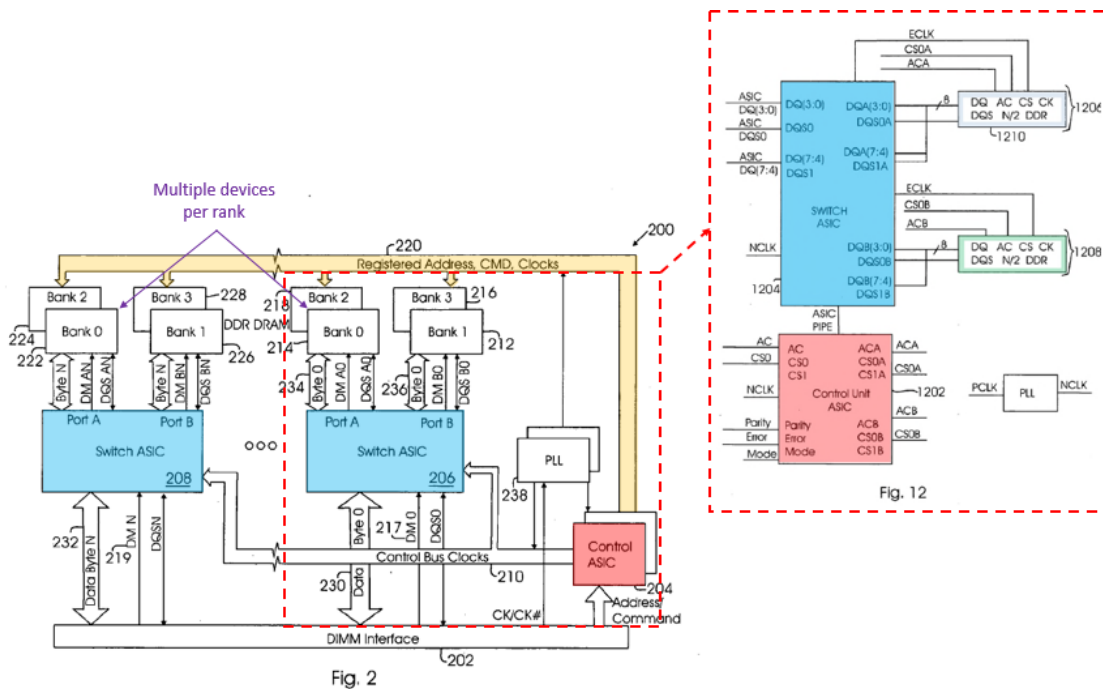 Multiple devices
per rank
200
220
Registered Address, CMD, Clocks
Bank 2
228
Bank 3
218
Bank 2
216
Bank 3
Bank 0
Bank 1
DDR DRAM
Bank 0
Bank 1
224
222
226
214
212
Byte N
DM AN
DQS AN
Byte N
DM BN
DQS BN
234
Byte 0
DM A0
DQS A0
236
Byte 0
DM B0
DQS B0
Port A
Port B
Port A
Port B
Switch ASIC
208
Switch ASIC
206
PLL
238
232
Data Byte N
219
DM N
DQSN
230
Data
Byte 0
217
DM 0
DQS0
Control Bus Clocks
210
Control
ASIC
204
CK/CK#
Address/
Command
DIMM Interface
202
Fig. 2
ECLK
CS0A
ACA
ASIC
DQ(3:0)
ASIC
DQS0
ASIC
DQ(7:4)
DQ(3:0)
DQS0
DQ(7:4)
DQS1
DQA(3:0)
DQS0A
DQA(7:4)
DQS1A
8
DQ AC CS CK
DQS N/2 DDR
1206
1210
SWITCH
ASIC
ECLK
CS0B
ACB
NCLK
DQB(3:0)
DQS0B
DQB(7:4)
DQS1B
8
DQ AC CS CK
DQS N/2 DDR
1208
1204
ASIC
PIPE
AC
CS0
NCLK
Parity
Error
Mode
AC
CS0
CS1
ACA
CS0A
CS1A
Control Unit
ASIC
Parity
Error
Mode
ACB
CS0B
CS1B
ACA
CS0A
1202
ACB
CS0B
PCLK
PLL
NCLK
Fig. 12